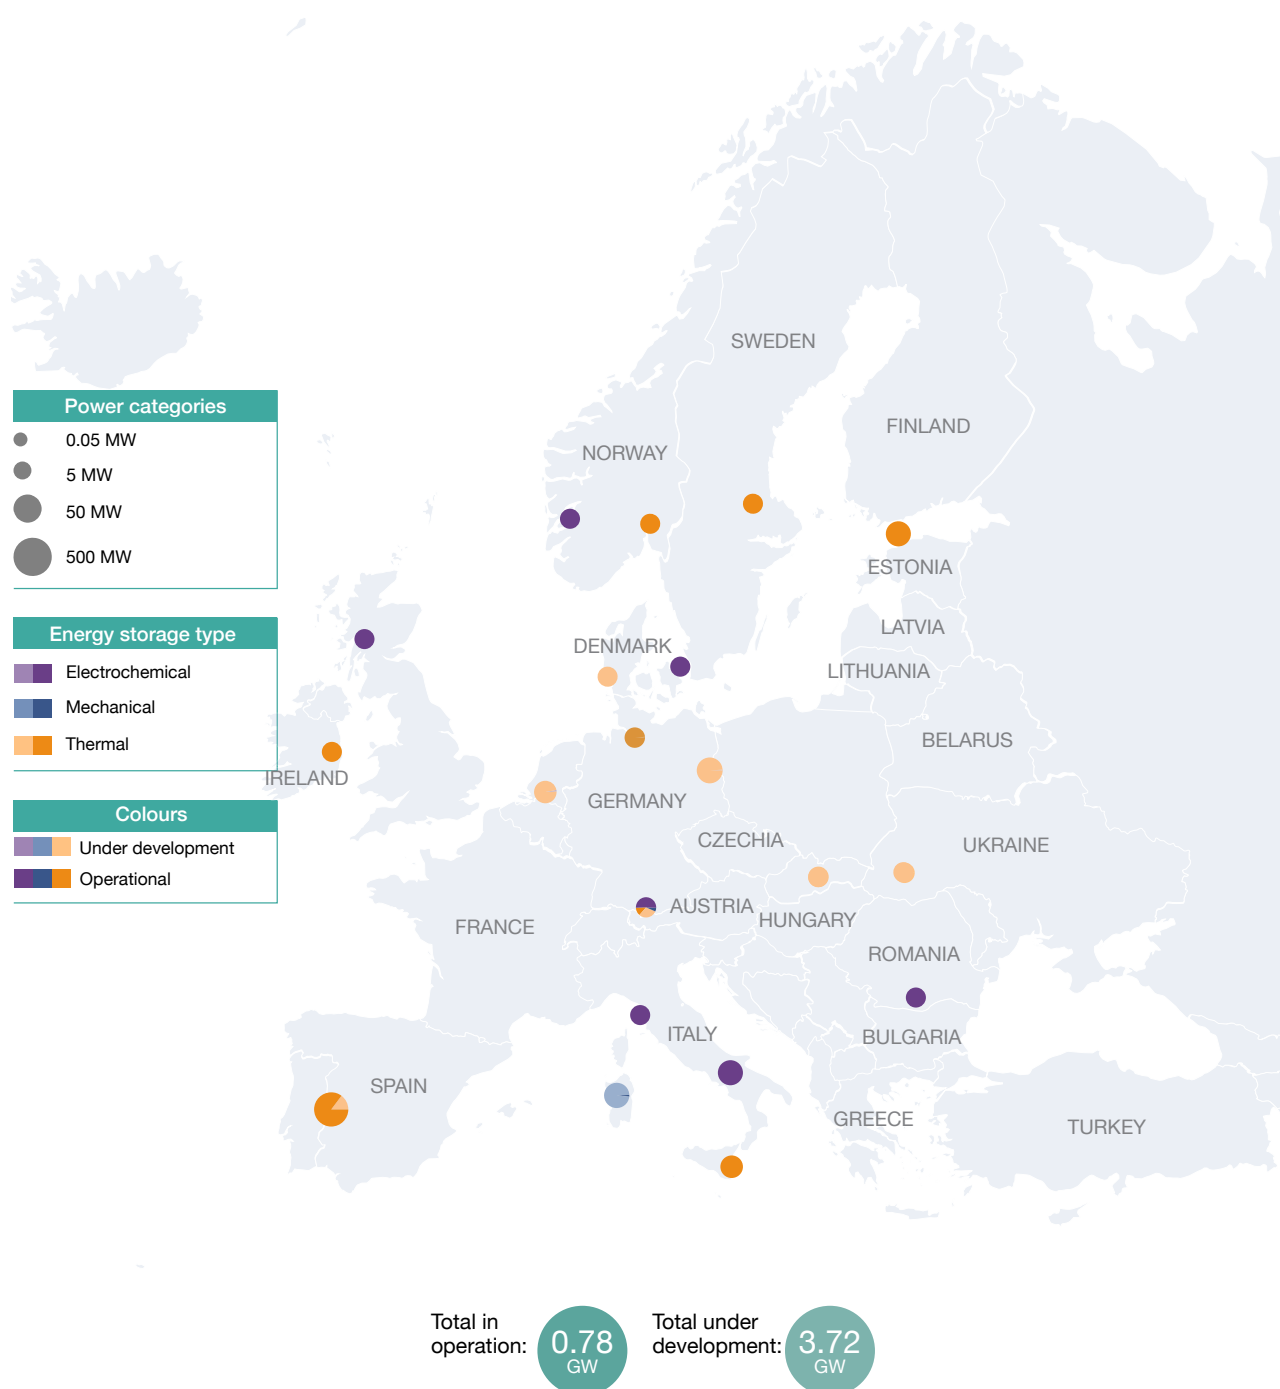 SWEDEN
Power categories
0.05 MW
5 MW
50 MW
500 MW
FINLAND
NORWAY
ESTONIA
Energy storage type
Electrochemical
Mechanical
Thermal
LATVIA
DENMARK
LITHUANIA
BELARUS
IRELAND
GERMANY
Colours
Under development
Operational
CZECHIA
UKRAINE
AUSTRIA
HUNGARY
FRANCE
ROMANIA
ITALY
BULGARIA
SPAIN
GREECE
TURKEY
Total in
operation:
0.78
GW
Total under
development:
3.72
GW